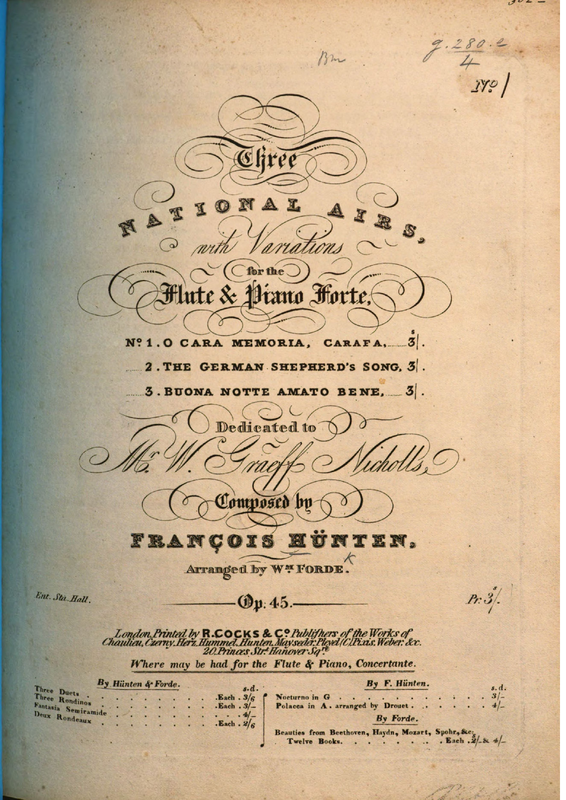 g.280.e
4
No 1
Three
NATIONAL AIRS,
with Variations
for the
Flute & Piano Forte,
No 1. O CARA MEMORIA, CARAFA, 3/.
2. THE GERMAN SHEPHERD'S SONG, 3/.
3. BUONA NOTTE AMATO BENE, 3/.
Dedicated to
Mr. W. Graeff Nicholls,
Composed by
FRANÇOIS HÜNTEN,
Arranged by Wm FORDE.
Ent. Sta. Hall.
Op: 45.
Pr: 3/-
London, Printed by R. COCKS & Co. Publishers of the Works of
Chaulieu, Czerny, Herz, Hummel, Hunten, Mayseder, Pleyel (C) Pixis, Weber, &c.
20, Princes Strt Hanover Sqre
Where may be had for the Flute & Piano, Concertante.
By Hünten & Forde.
s. d.
Three Duets Each 3/6
Three Rondinos Each 3/-
Fantasia Semiramide 4/-
Deux Rondeaux Each 2/6
By F. Hünten.
s. d.
Nocturno in G 3/-
Polacca in A. arranged by Drouet 4/-
By Forde.
Beauties from Beethoven, Haydn, Mozart, Spohr, &c,
Twelve Books. Each 2/- & 4/-